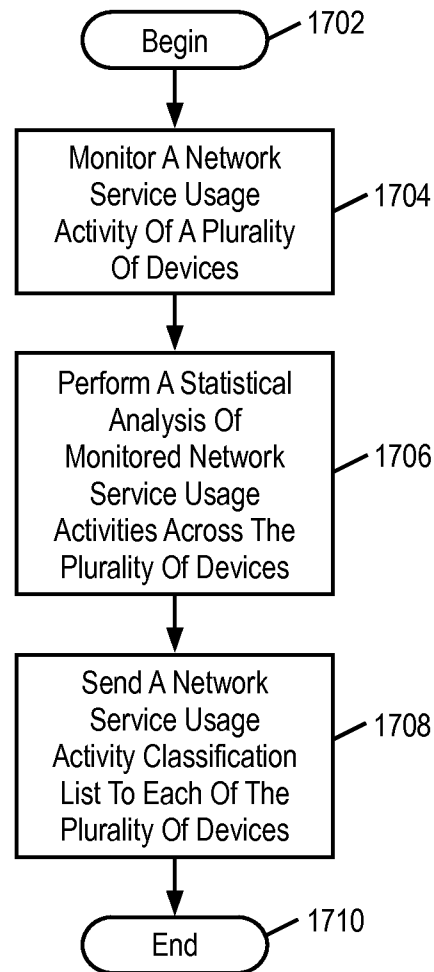 Begin
1702
Monitor A Network
Service Usage
Activity Of A Plurality
Of Devices
1704
Perform A Statistical
Analysis Of
Monitored Network
Service Usage
Activities Across The
Plurality Of Devices
1706
Send A Network
Service Usage
Activity Classification
List To Each Of The
Plurality Of Devices
1708
End
1710